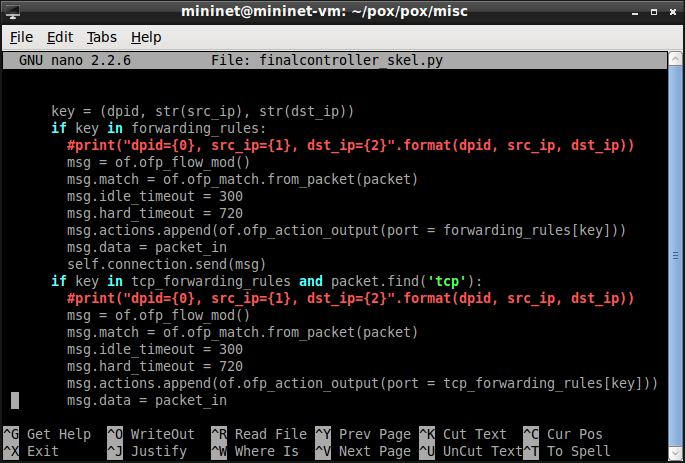 mininet@mininet-vm: ~/pox/pox/misc
File Edit Tabs Help
GNU nano 2.2.6 File: finalcontroller_skel.py
key = (dpid, str(src_ip), str(dst_ip))
if key in forwarding_rules:
#print("dpid={0}, src_ip={1}, dst_ip={2}".format(dpid, src_ip, dst_ip))
msg = of.ofp_flow_mod()
msg.match = of.ofp_match.from_packet(packet)
msg.idle_timeout = 300
msg.hard_timeout = 720
msg.actions.append(of.ofp_action_output(port = forwarding_rules[key]))
msg.data = packet_in
self.connection.send(msg)
if key in tcp_forwarding_rules and packet.find('tcp'):
#print("dpid={0}, src_ip={1}, dst_ip={2}".format(dpid, src_ip, dst_ip))
msg = of.ofp_flow_mod()
msg.match = of.ofp_match.from_packet(packet)
msg.idle_timeout = 300
msg.hard_timeout = 720
msg.actions.append(of.ofp_action_output(port = tcp_forwarding_rules[key]))
msg.data = packet_in
^G Get Help ^O WriteOut ^R Read File ^Y Prev Page ^K Cut Text ^C Cur Pos
^X Exit ^J Justify ^W Where Is ^V Next Page ^U UnCut Text ^T To Spell